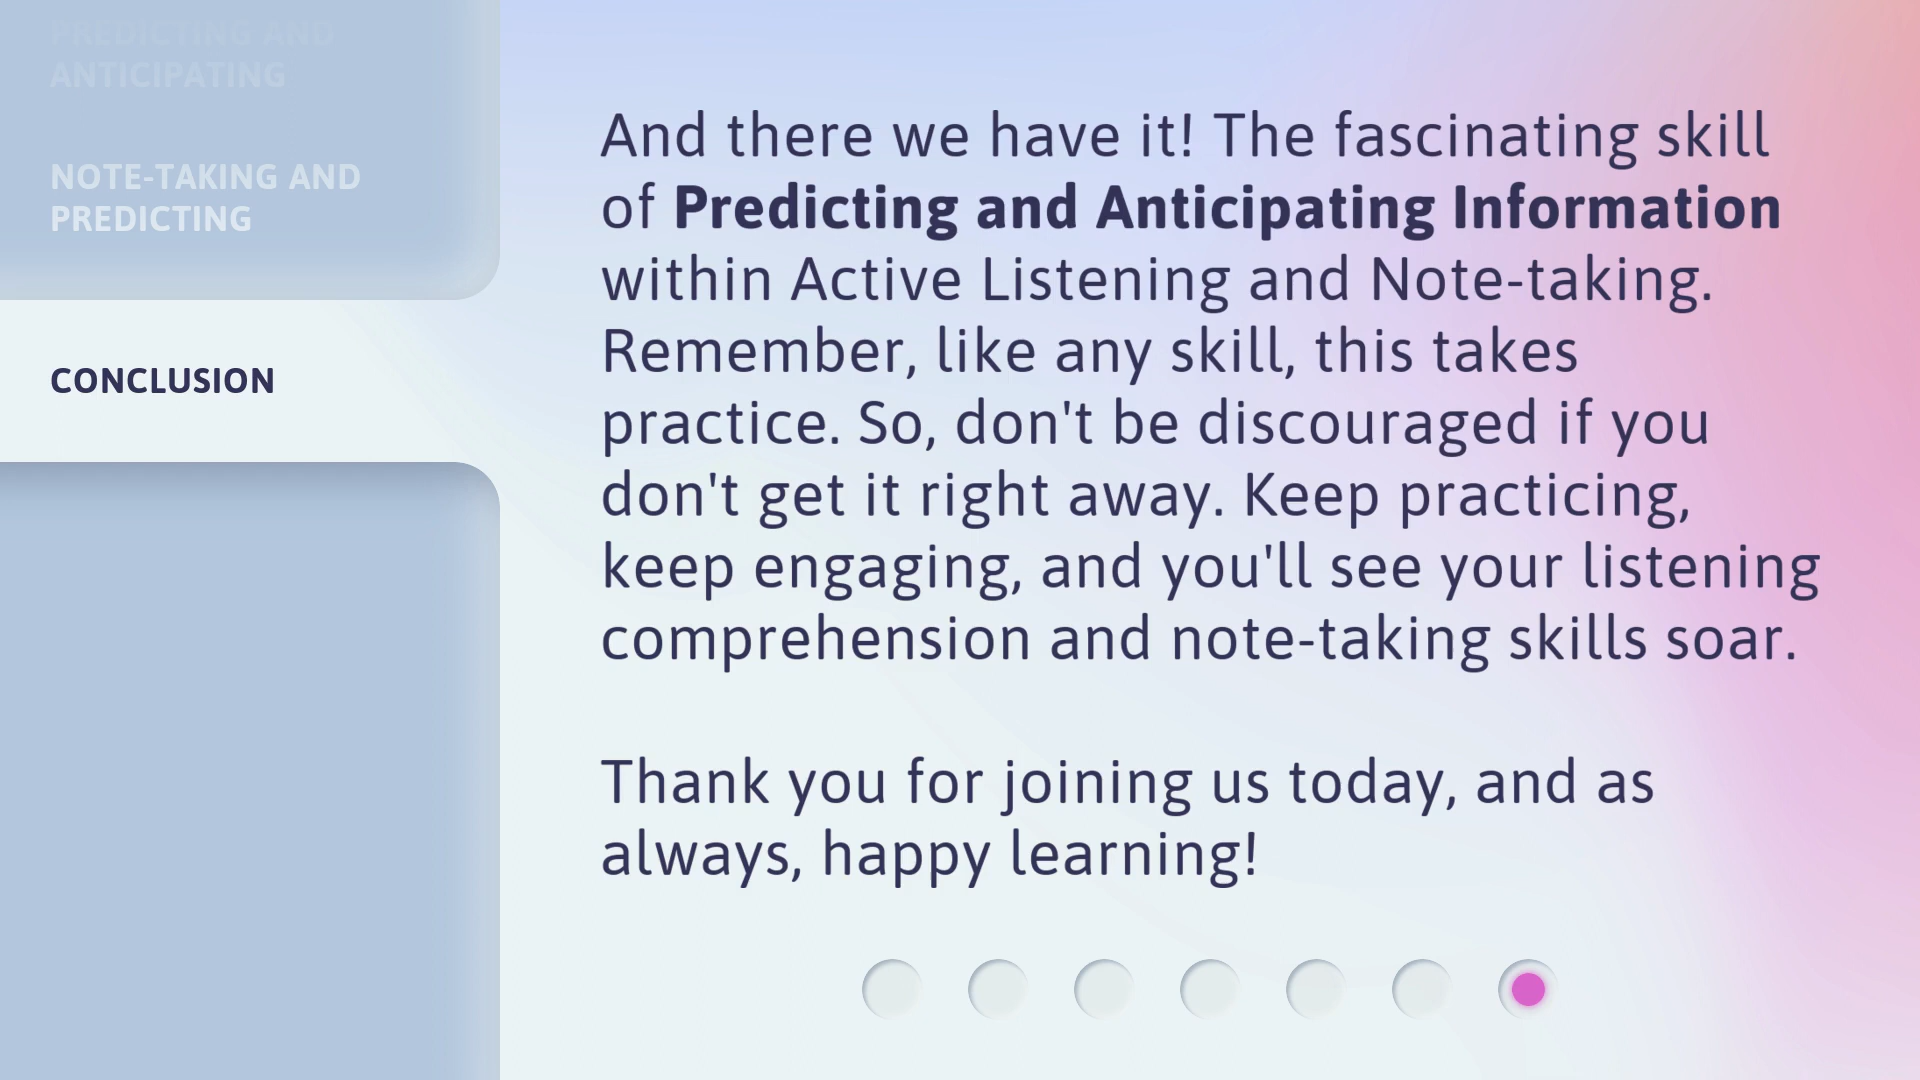 PREDICTING AND
ANTICIPATING
NOTE-TAKING AND
PREDICTING
CONCLUSION
And there we have it! The fascinating skill
of Predicting and Anticipating Information
within Active Listening and Note-taking.
Remember, like any skill, this takes
practice. So, don't be discouraged if you
don't get it right away. Keep practicing,
keep engaging, and you'll see your listening
comprehension and note-taking skills soar.
Thank you for joining us today, and as
always, happy learning!